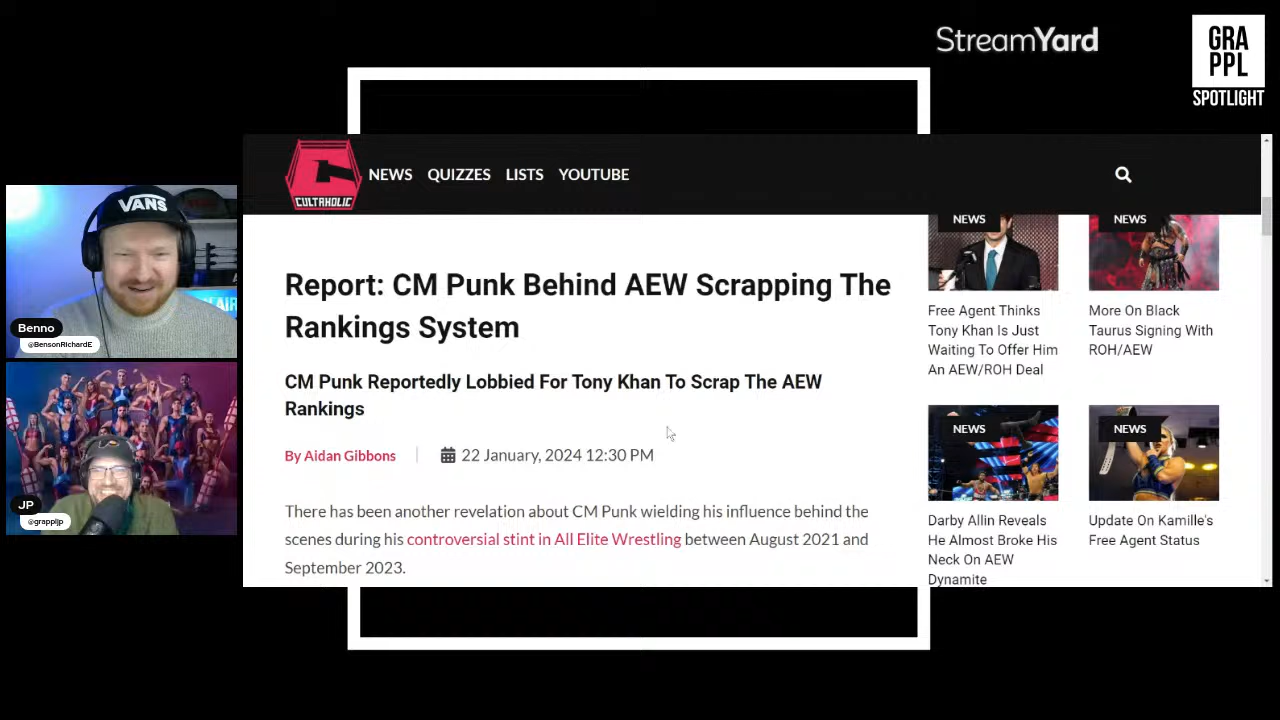 StreamYard
GRA
PPL
SPOTLIGHT
CULTAHOLIC
NEWS QUIZZES LISTS YOUTUBE
Report: CM Punk Behind AEW Scrapping The
Rankings System
CM Punk Reportedly Lobbied For Tony Khan To Scrap The AEW
Rankings
By Aidan Gibbons
22 January, 2024 12:30 PM
There has been another revelation about CM Punk wielding his influence behind the
scenes during his controversial stint in All Elite Wrestling between August 2021 and
September 2023.
NEWS
Free Agent Thinks
Tony Khan Is Just
Waiting To Offer Him
An AEW/ROH Deal
NEWS
More On Black
Taurus Signing With
ROH/AEW
NEWS
Darby Allin Reveals
He Almost Broke His
Neck On AEW
Dynamite
NEWS
Update On Kamille's
Free Agent Status
VANS
Benno
@BensonRichardE
JP
@grappljp